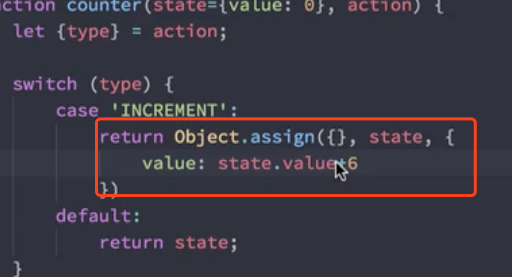 action counter(state={value: 0}, action) {
let {type} = action;
switch (type) {
case 'INCREMENT':
return Object.assign({}, state, {
value: state.value+6
})
default:
return state;
}